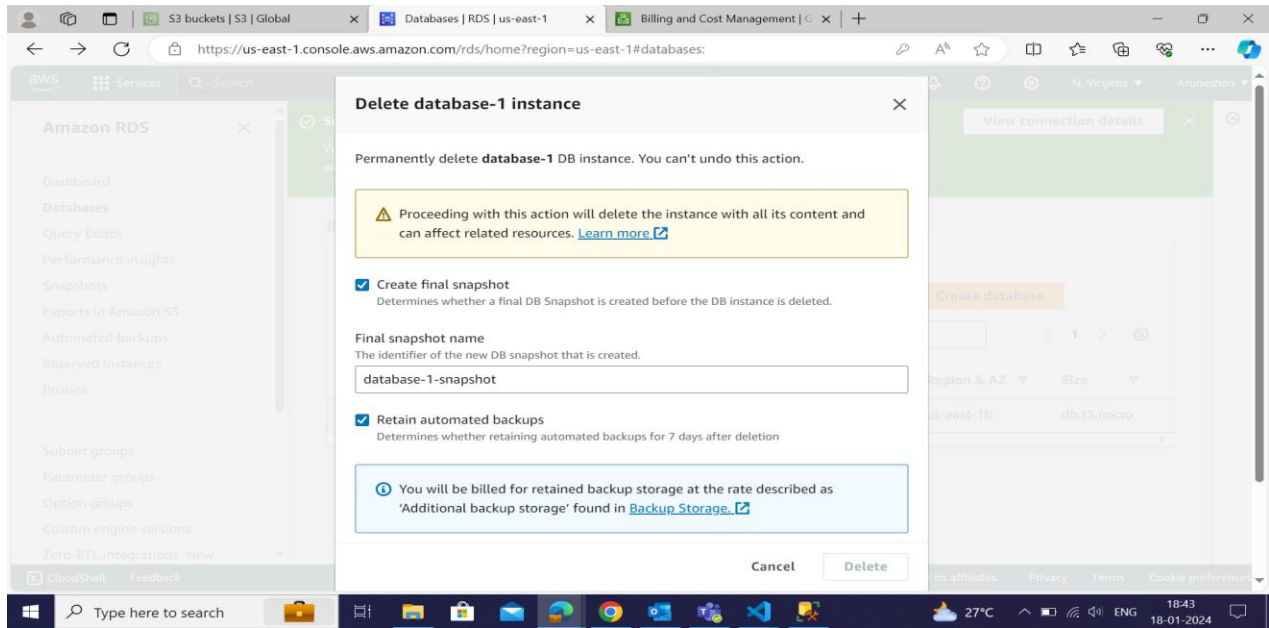 S3 buckets | S3 | Global
Databases | RDS | us-east-1
Billing and Cost Management |
https://us-east-1.console.aws.amazon.com/rds/home?region=us-east-1#databases:
aws Services Search N. Virginia Aruneshan
Amazon RDS
View connection details
Dashboard
Databases
Query Editor
Performance insights
Snapshots
Exports in Amazon S3
Automated backups
Reserved instances
Proxies
Subnet groups
Parameter groups
Option groups
Custom engine versions
Zero-ETL integrations New
Delete database-1 instance
Permanently delete database-1 DB instance. You can't undo this action.
Proceeding with this action will delete the instance with all its content and
can affect related resources. Learn more
Create final snapshot
Determines whether a final DB Snapshot is created before the DB instance is deleted.
Final snapshot name
The identifier of the new DB snapshot that is created.
database-1-snapshot
Retain automated backups
Determines whether retaining automated backups for 7 days after deletion
You will be billed for retained backup storage at the rate described as
'Additional backup storage' found in Backup Storage.
Cancel Delete
Create database
1
Region & AZ Size
us-east-1b db.t3.micro
CloudShell Feedback
its affiliates. Privacy Terms Cookie preferences
Type here to search
27°C ENG
18:43
18-01-2024